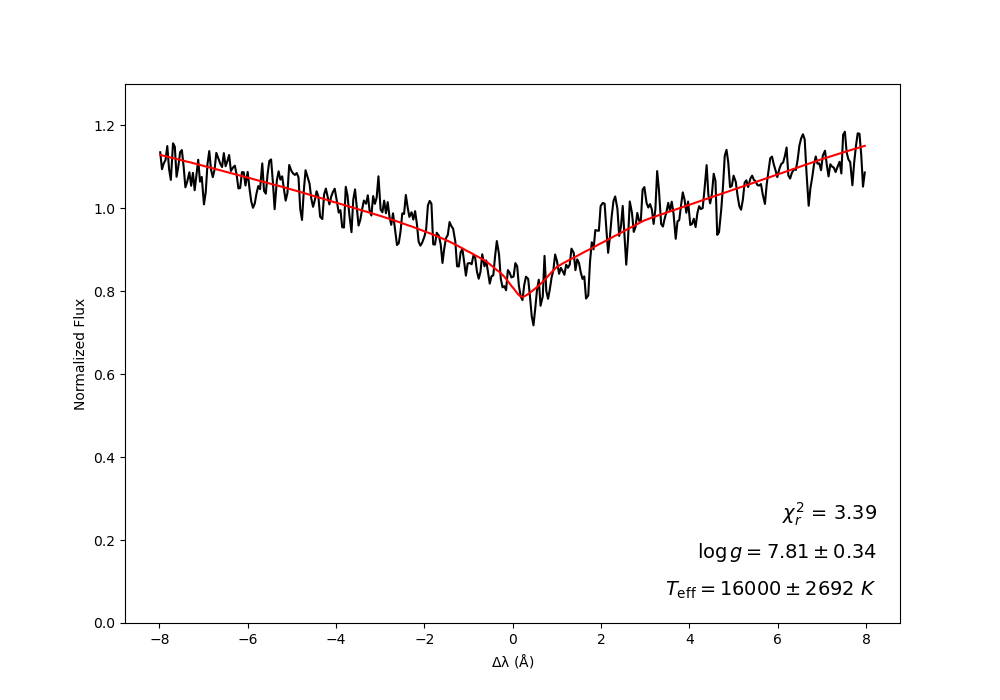 1.2
1.0
0.8
0.6
0.4
0.2
0.0
Normalized Flux
χ²ᵣ = 3.39
log g = 7.81 ± 0.34
T_eff = 16000 ± 2692 K
−8 −6 −4 −2 0 2 4 6 8
Δλ (Å)